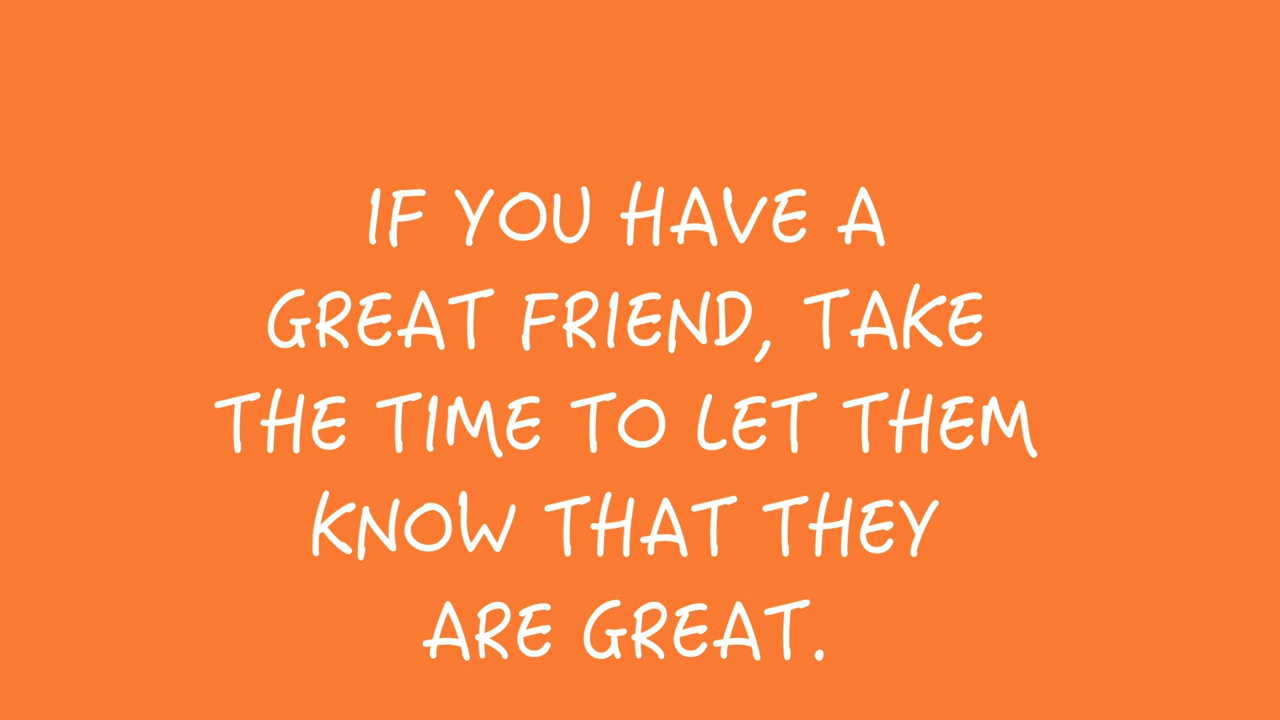 IF YOU HAVE A
GREAT FRIEND, TAKE
THE TIME TO LET THEM
KNOW THAT THEY
ARE GREAT.